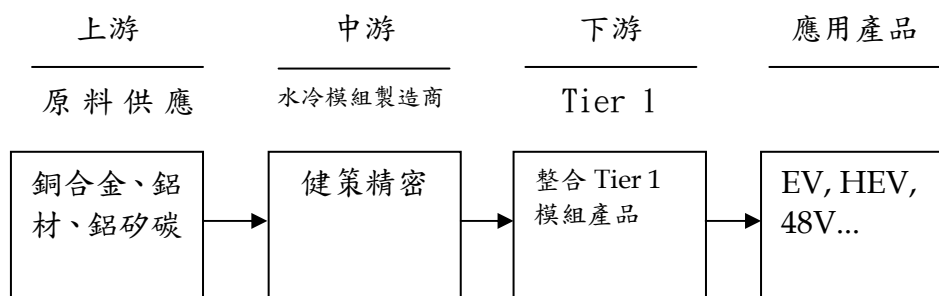 上游
中游
下游
應用產品
原料供應
水冷模組製造商
Tier 1
銅合金、鋁
材、鋁矽碳
健策精密
整合 Tier 1
模組產品
EV, HEV,
48V...